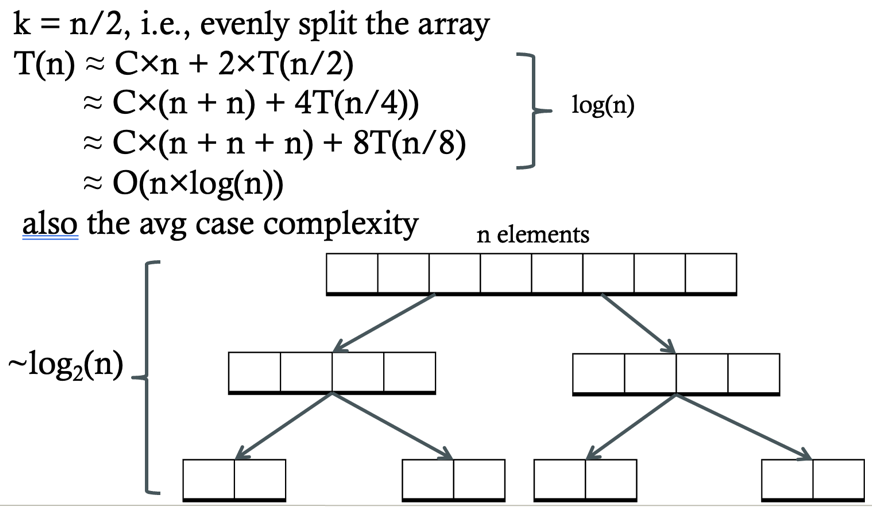 k = n/2, i.e., evenly split the array
T(n) ≈ C×n + 2×T(n/2)
≈ C×(n + n) + 4T(n/4))
≈ C×(n + n + n) + 8T(n/8)
≈ O(n×log(n))
log(n)
also the avg case complexity
n elements
~log₂(n)